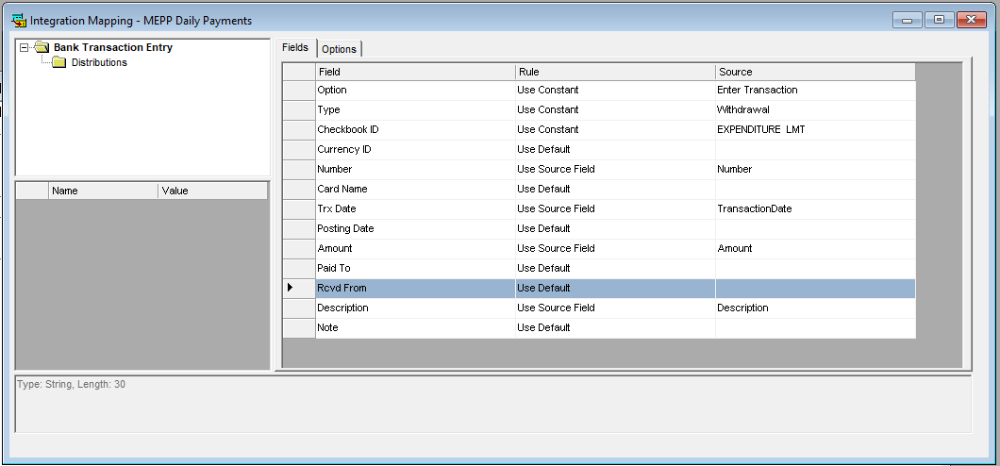 Integration Mapping - MEPP Daily Payments
Bank Transaction Entry
Distributions
Name Value
Fields Options
Field Rule Source
Option Use Constant Enter Transaction
Type Use Constant Withdrawal
Checkbook ID Use Constant EXPENDITURE LMT
Currency ID Use Default
Number Use Source Field Number
Card Name Use Default
Trx Date Use Source Field TransactionDate
Posting Date Use Default
Amount Use Source Field Amount
Paid To Use Default
Rcvd From Use Default
Description Use Source Field Description
Note Use Default
Type: String, Length: 30